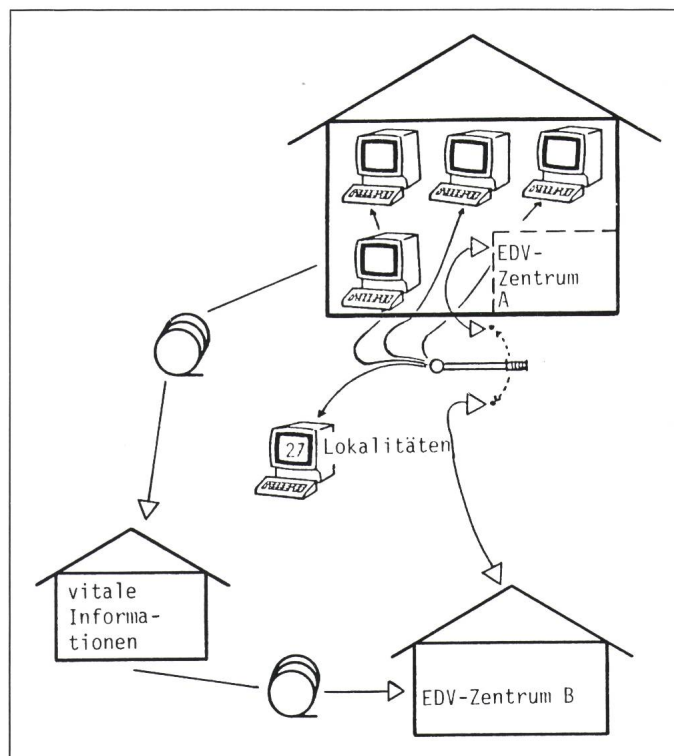 EDV-
Zentrum
A
27 Lokalitäten
vitale
Informa-
tionen
EDV-Zentrum B